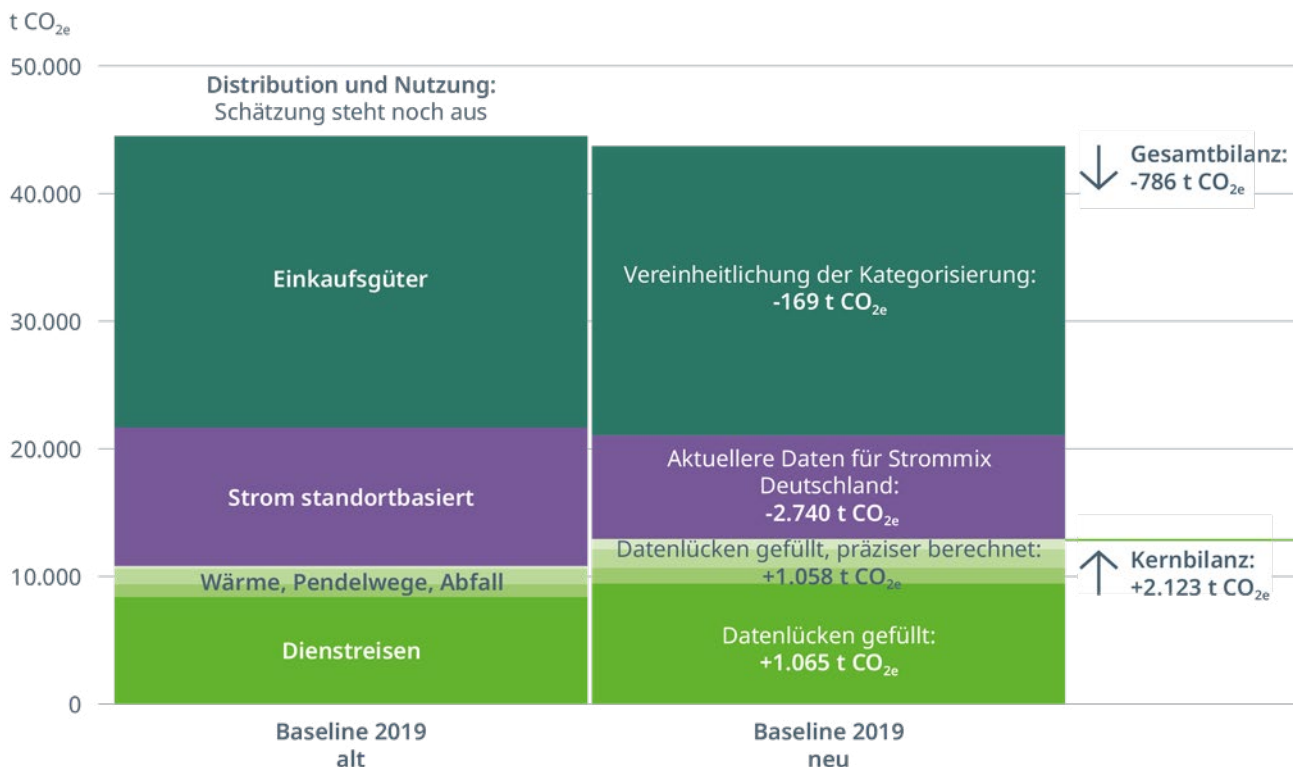 t CO2e
50.000
40.000
30.000
20.000
10.000
0
Distribution und Nutzung:
Schätzung steht noch aus
Einkaufsgüter
Strom standortbasiert
Wärme, Pendelwege, Abfall
Dienstreisen
Baseline 2019
alt
Vereinheitlichung der Kategorisierung:
-169 t CO2e
Aktuellere Daten für Strommix
Deutschland:
-2.740 t CO2e
Datenlücken gefüllt, präziser berechnet:
+1.058 t CO2e
Datenlücken gefüllt:
+1.065 t CO2e
Baseline 2019
neu
Gesamtbilanz:
-786 t CO2e
Kernbilanz:
+2.123 t CO2e